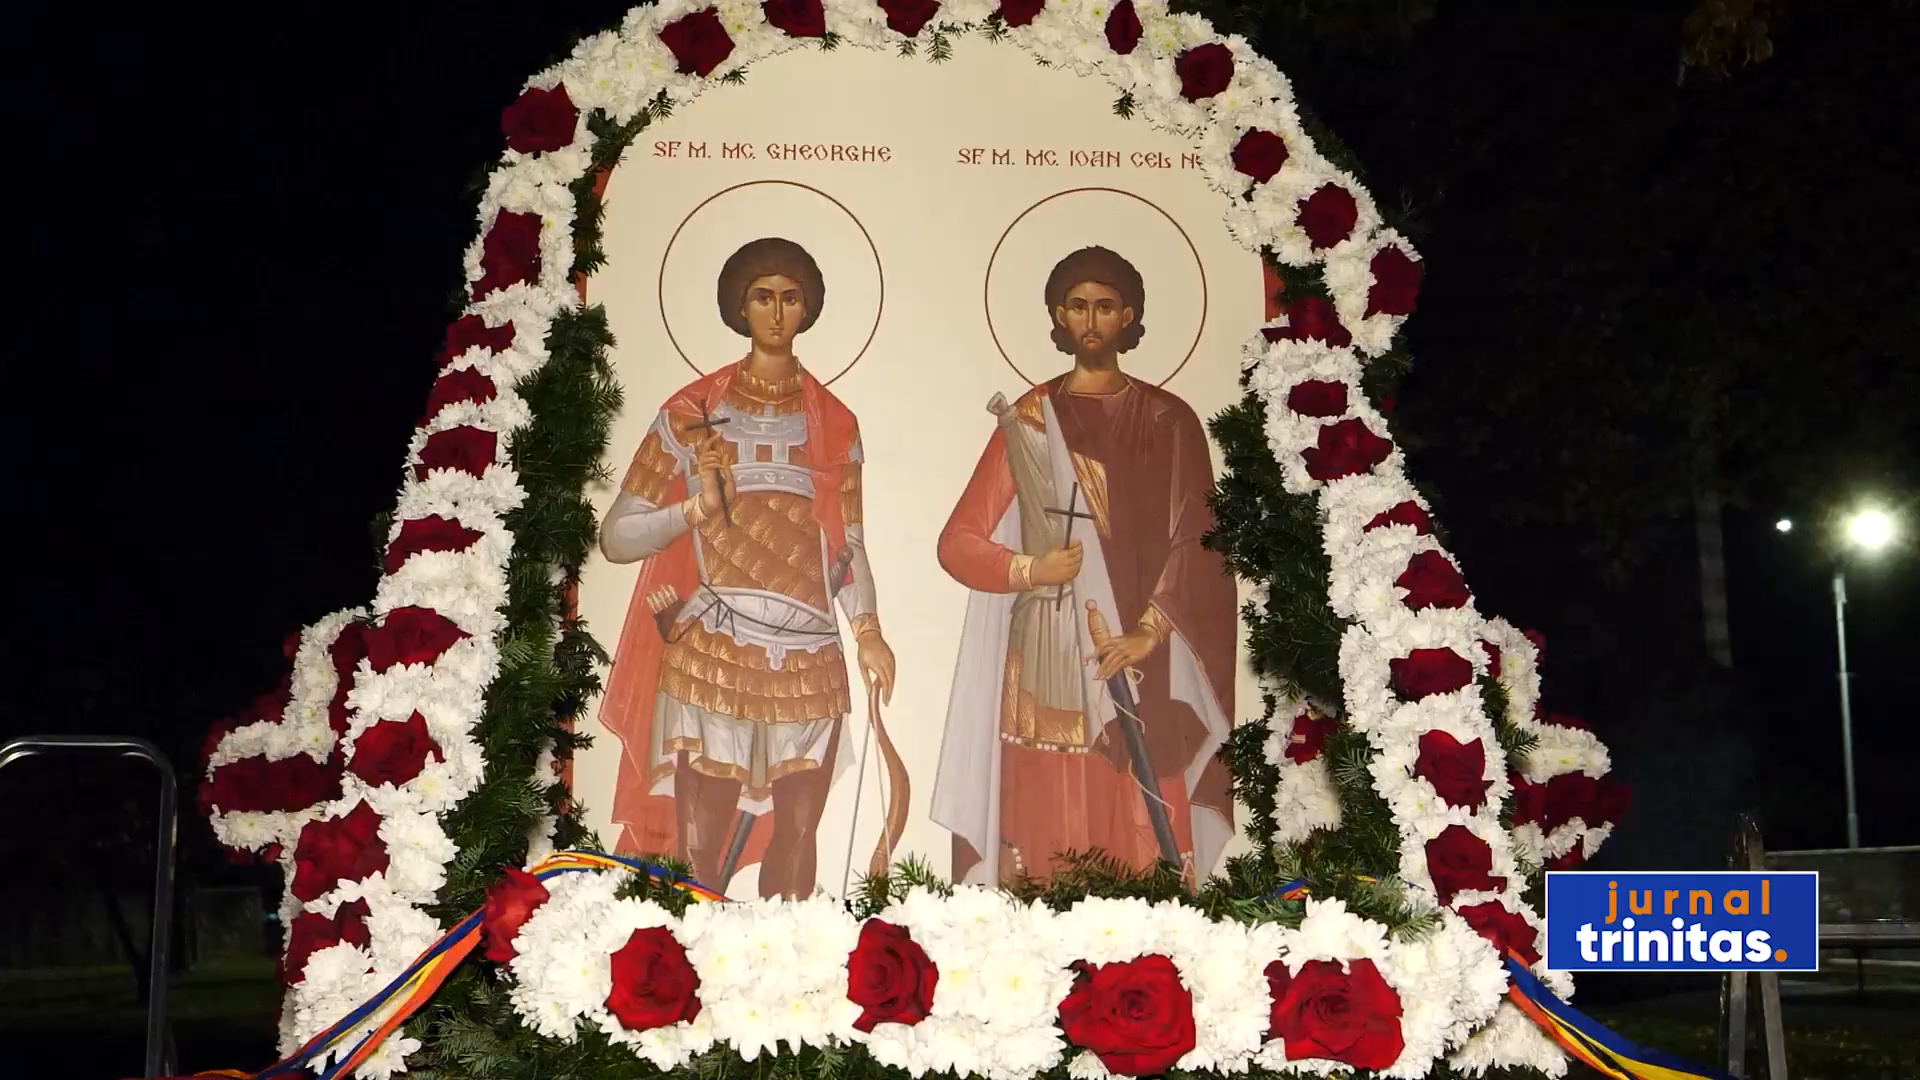 SF. M. MC. GHEORGHE
SF. M. MC. IOAN CEL
jurnal
trinitas.